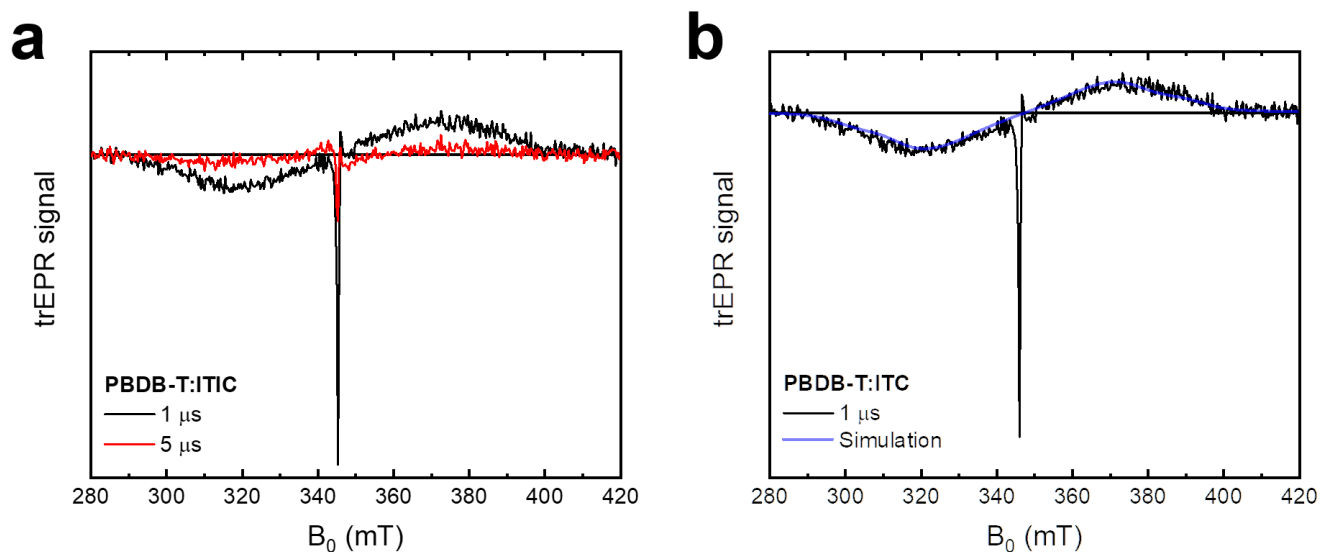 a
trEPR signal
PBDB-T:ITIC
1 μs
5 μs
280 300 320 340 360 380 400 420
B0 (mT)
b
trEPR signal
PBDB-T:ITC
1 μs
Simulation
280 300 320 340 360 380 400 420
B0 (mT)